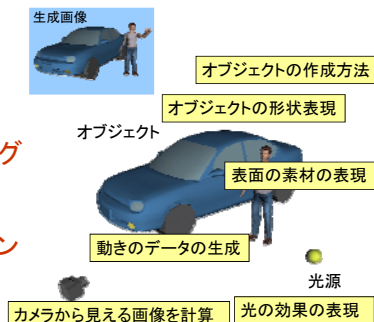 生成画像
オブジェクトの作成方法
オブジェクトの形状表現
オブジェクト
グ
表面の素材の表現
ン
動きのデータの生成
光源
カメラから見える画像を計算
光の効果の表現